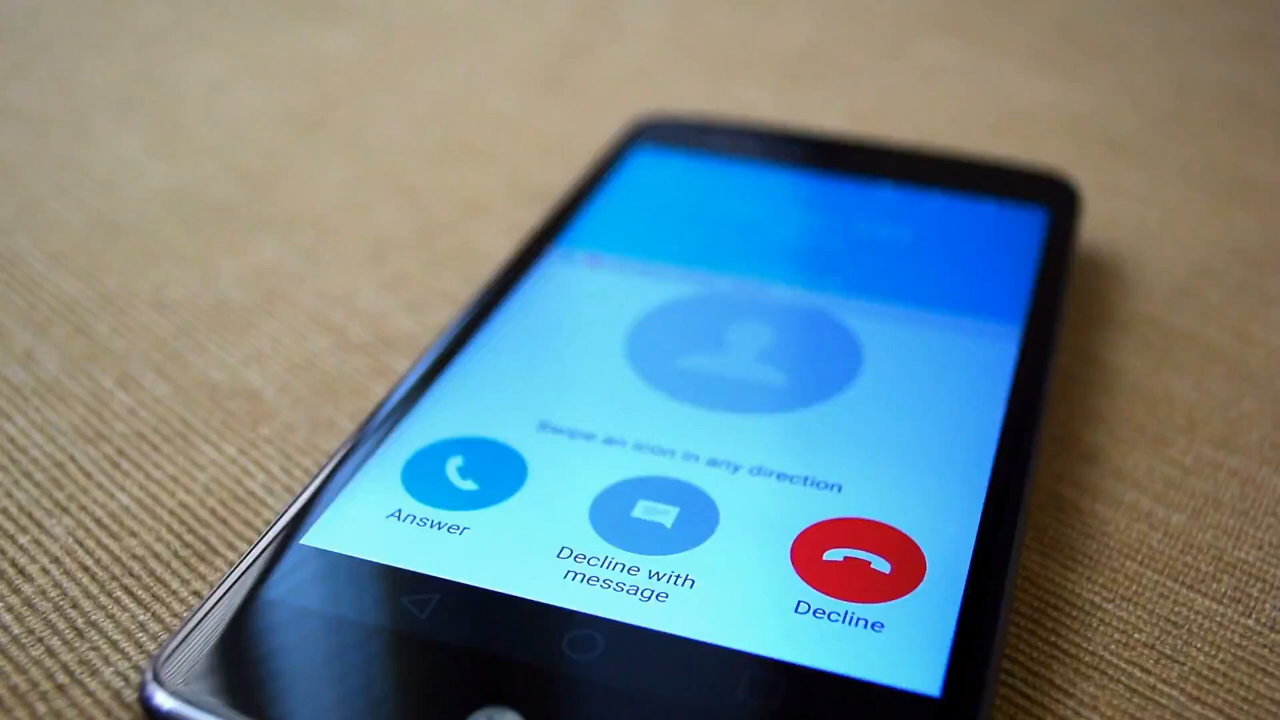 Swipe an icon in any direction
Answer
Decline with
message
Decline